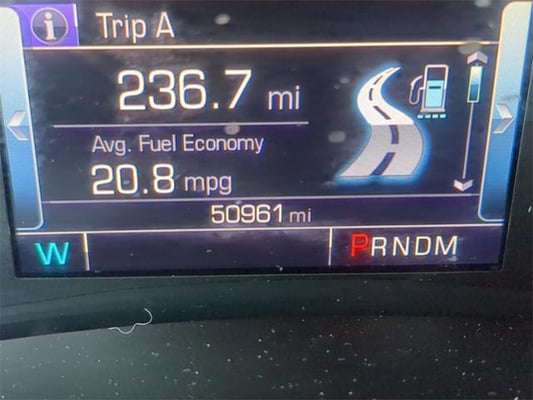 i Trip A
236.7 mi
Avg. Fuel Economy
20.8 mpg
50961 mi
W PRNDM